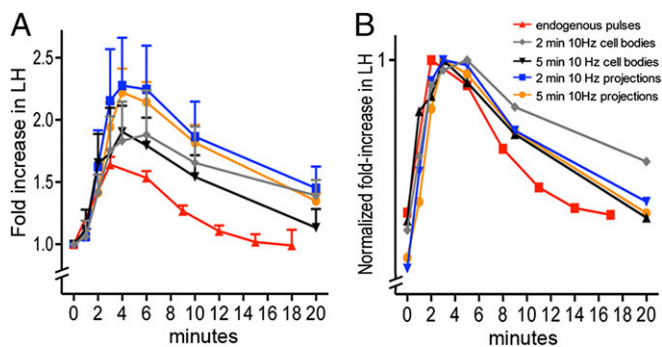 A
Fold increase in LH
2.5
2.0
1.5
1.0
0 2 4 6 8 10 12 14 16 18 20
minutes
B
Normalized fold-increase in LH
1
0 2 4 6 8 10 12 14 16 18 20
minutes
endogenous pulses
2 min 10Hz cell bodies
5 min 10 Hz cell bodies
2 min 10 Hz projections
5 min 10Hz projections